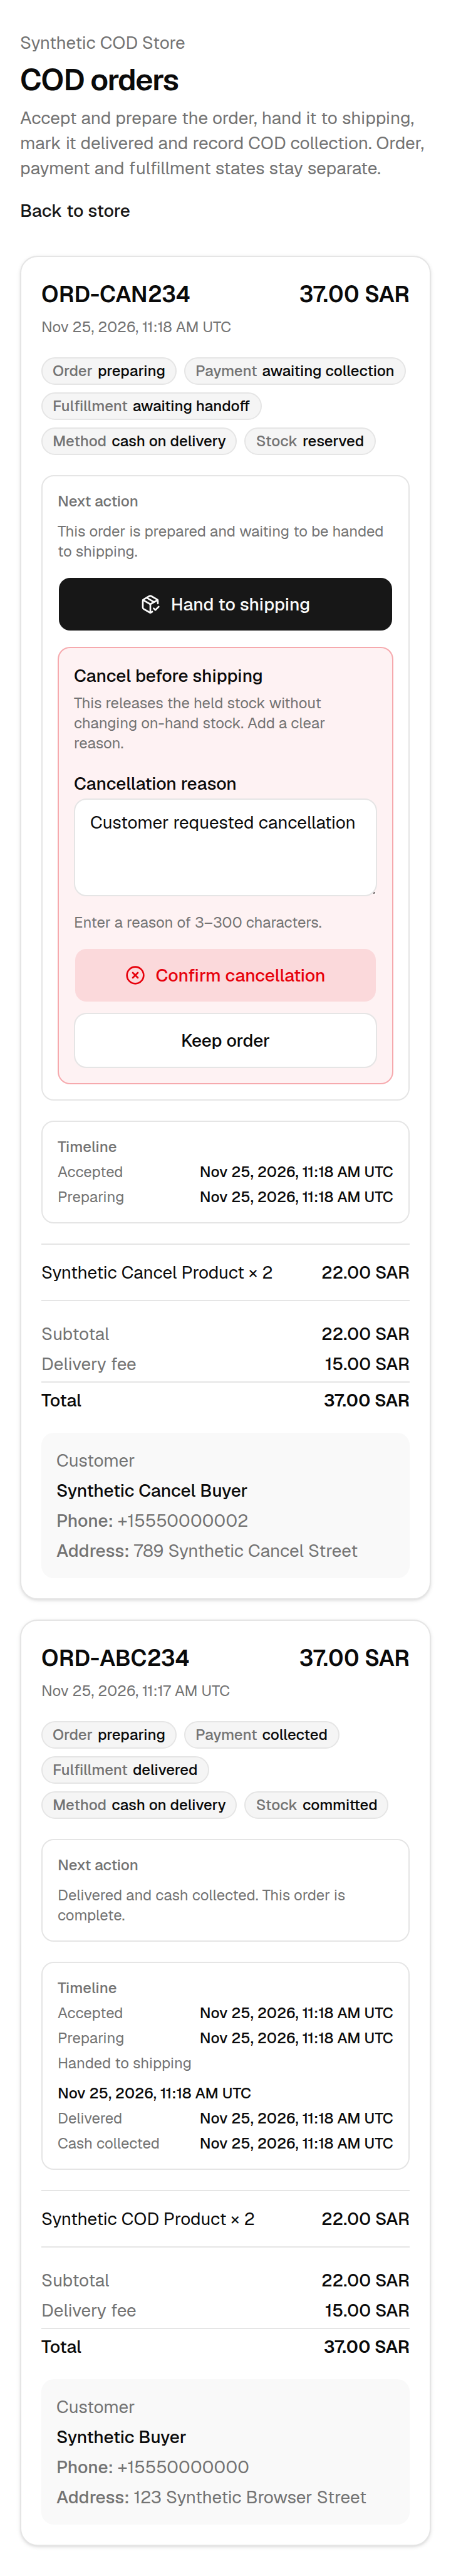 Synthetic COD Store
COD orders
Accept and prepare the order, hand it to shipping,
mark it delivered and record COD collection. Order,
payment and fulfillment states stay separate.
Back to store
ORD-CAN234 37.00 SAR
Nov 25, 2026, 11:18 AM UTC
Order preparing Payment awaiting collection
Fulfillment awaiting handoff
Method cash on delivery Stock reserved
Next action
This order is prepared and waiting to be handed
to shipping.
Hand to shipping
Cancel before shipping
This releases the held stock without
changing on-hand stock. Add a clear
reason.
Cancellation reason
Customer requested cancellation
Enter a reason of 3–300 characters.
Confirm cancellation
Keep order
Timeline
Accepted Nov 25, 2026, 11:18 AM UTC
Preparing Nov 25, 2026, 11:18 AM UTC
Synthetic Cancel Product × 2 22.00 SAR
Subtotal 22.00 SAR
Delivery fee 15.00 SAR
Total 37.00 SAR
Customer
Synthetic Cancel Buyer
Phone: +15550000002
Address: 789 Synthetic Cancel Street
ORD-ABC234 37.00 SAR
Nov 25, 2026, 11:17 AM UTC
Order preparing Payment collected
Fulfillment delivered
Method cash on delivery Stock committed
Next action
Delivered and cash collected. This order is
complete.
Timeline
Accepted Nov 25, 2026, 11:18 AM UTC
Preparing Nov 25, 2026, 11:18 AM UTC
Handed to shipping
Nov 25, 2026, 11:18 AM UTC
Delivered Nov 25, 2026, 11:18 AM UTC
Cash collected Nov 25, 2026, 11:18 AM UTC
Synthetic COD Product × 2 22.00 SAR
Subtotal 22.00 SAR
Delivery fee 15.00 SAR
Total 37.00 SAR
Customer
Synthetic Buyer
Phone: +15550000000
Address: 123 Synthetic Browser Street